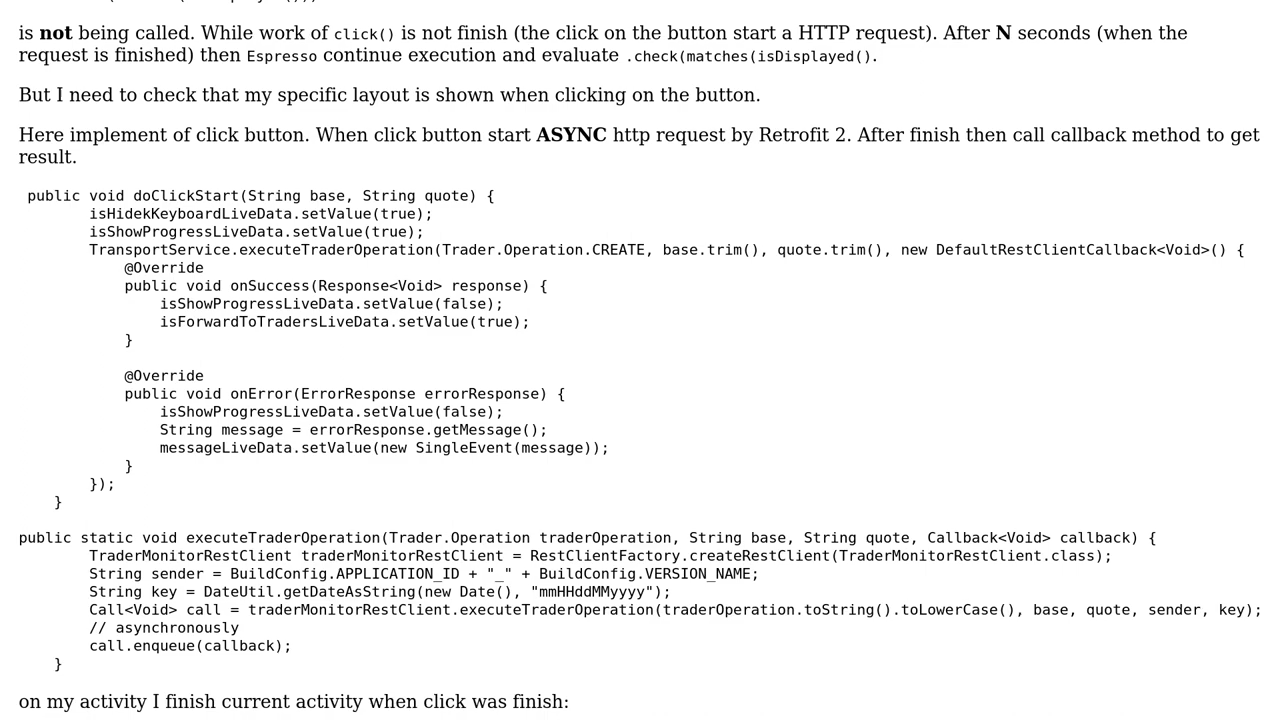 is not being called. While work of click() is not finish (the click on the button start a HTTP request). After N seconds (when the
request is finished) then Espresso continue execution and evaluate .check(matches(isDisplayed().
But I need to check that my specific layout is shown when clicking on the button.
Here implement of click button. When click button start ASYNC http request by Retrofit 2. After finish then call callback method to get
result.
public void doClickStart(String base, String quote) {
isHidekKeyboardLiveData.setValue(true);
isShowProgressLiveData.setValue(true);
TransportService.executeTraderOperation(Trader.Operation.CREATE, base.trim(), quote.trim(), new DefaultRestClientCallback<Void>() {
@Override
public void onSuccess(Response<Void> response) {
isShowProgressLiveData.setValue(false);
isForwardToTradersLiveData.setValue(true);
}
@Override
public void onError(ErrorResponse errorResponse) {
isShowProgressLiveData.setValue(false);
String message = errorResponse.getMessage();
messageLiveData.setValue(new SingleEvent(message));
}
});
}
public static void executeTraderOperation(Trader.Operation traderOperation, String base, String quote, Callback<Void> callback) {
TraderMonitorRestClient traderMonitorRestClient = RestClientFactory.createRestClient(TraderMonitorRestClient.class);
String sender = BuildConfig.APPLICATION_ID + "_" + BuildConfig.VERSION_NAME;
String key = DateUtil.getDateAsString(new Date(), "mmHHddMMyyyy");
Call<Void> call = traderMonitorRestClient.executeTraderOperation(traderOperation.toString().toLowerCase(), base, quote, sender, key);
// asynchronously
call.enqueue(callback);
}
on my activity I finish current activity when click was finish: